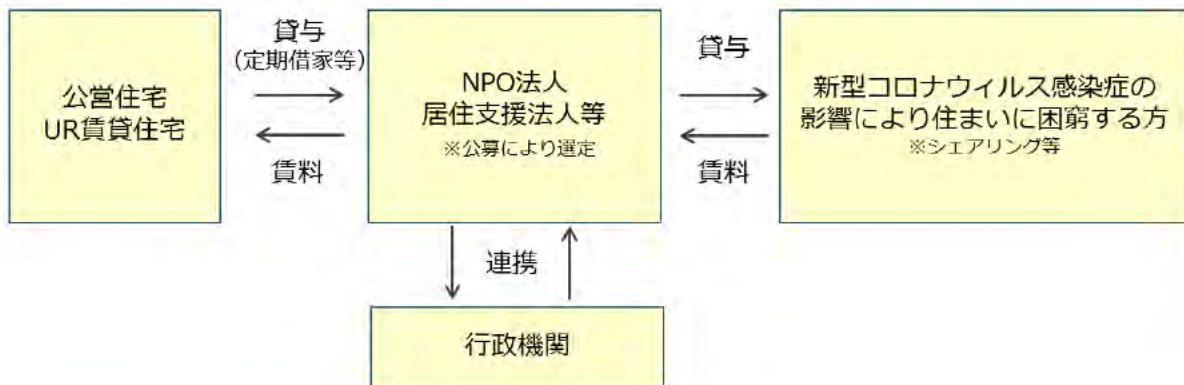 公営住宅
UR賃貸住宅
貸与
（定期借家等）
賃料
NPO法人
居住支援法人等
※公募により選定
貸与
賃料
新型コロナウィルス感染症の
影響により住まいに困窮する方
※シェアリング等
連携
行政機関